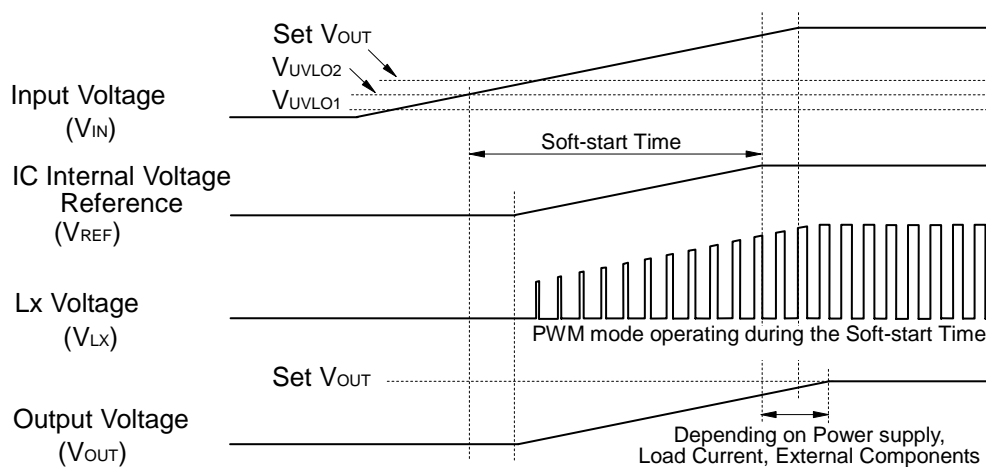 Set VOUT
VUVLO2
VUVLO1
Input Voltage
(VIN)
Soft-start Time
IC Internal Voltage
Reference
(VREF)
Lx Voltage
(VLX)
PWM mode operating during the Soft-start Time
Set VOUT
Output Voltage
(VOUT)
Depending on Power supply,
Load Current, External Components